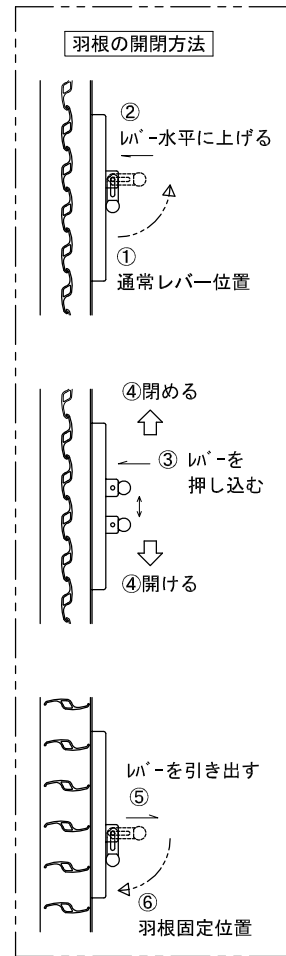 羽根の開閉方法
②
ﾚﾊﾞｰ水平に上げる
①
通常レバー位置
④閉める
③ ﾚﾊﾞｰを
押し込む
④開ける
ﾚﾊﾞｰを引き出す
⑤
⑥
羽根固定位置